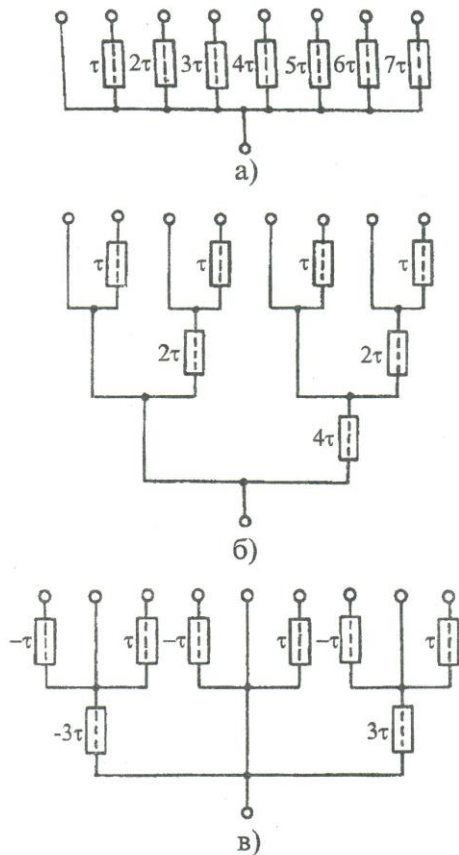 τ 2τ 3τ 4τ 5τ 6τ 7τ
а)
τ τ τ τ
2τ 2τ
4τ
б)
−τ τ −τ τ −τ τ
-3τ 3τ
в)